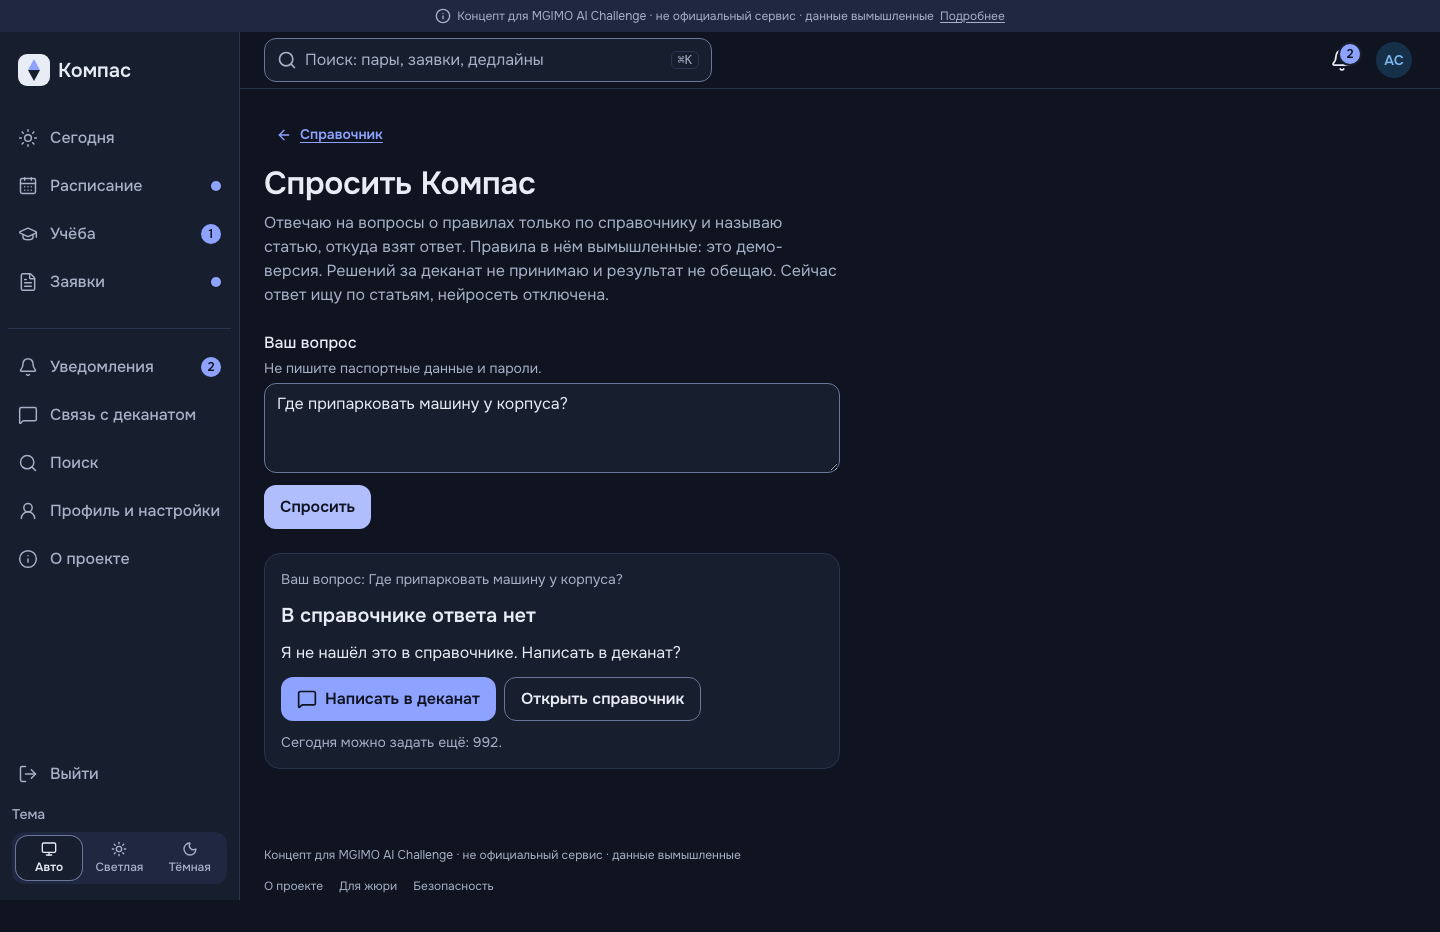 Концепт для MGIMO AI Challenge · не официальный сервис · данные вымышленные Подробнее
Компас
Поиск: пары, заявки, дедлайны
⌘K
2
АС
Сегодня
Расписание
Учёба
1
Заявки
Уведомления
2
Связь с деканатом
Поиск
Профиль и настройки
О проекте
Выйти
Тема
Авто
Светлая
Тёмная
Справочник
Спросить Компас
Отвечаю на вопросы о правилах только по справочнику и называю
статью, откуда взят ответ. Правила в нём вымышленные: это демо-
версия. Решений за деканат не принимаю и результат не обещаю. Сейчас
ответ ищу по статьям, нейросеть отключена.
Ваш вопрос
Не пишите паспортные данные и пароли.
Где припарковать машину у корпуса?
Спросить
Ваш вопрос: Где припарковать машину у корпуса?
В справочнике ответа нет
Я не нашёл это в справочнике. Написать в деканат?
Написать в деканат
Открыть справочник
Сегодня можно задать ещё: 992.
Концепт для MGIMO AI Challenge · не официальный сервис · данные вымышленные
О проекте
Для жюри
Безопасность